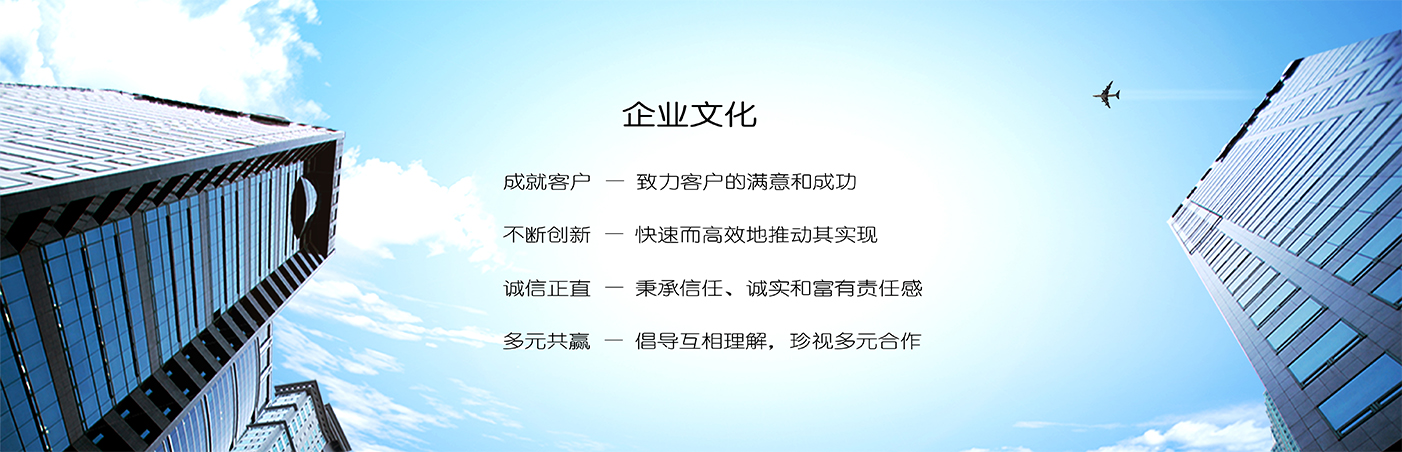 企业文化
成就客户 — 致力客户的满意和成功
不断创新 — 快速而高效地推动其实现
诚信正直 — 秉承信任、诚实和富有责任感
多元共赢 — 倡导互相理解，珍视多元合作